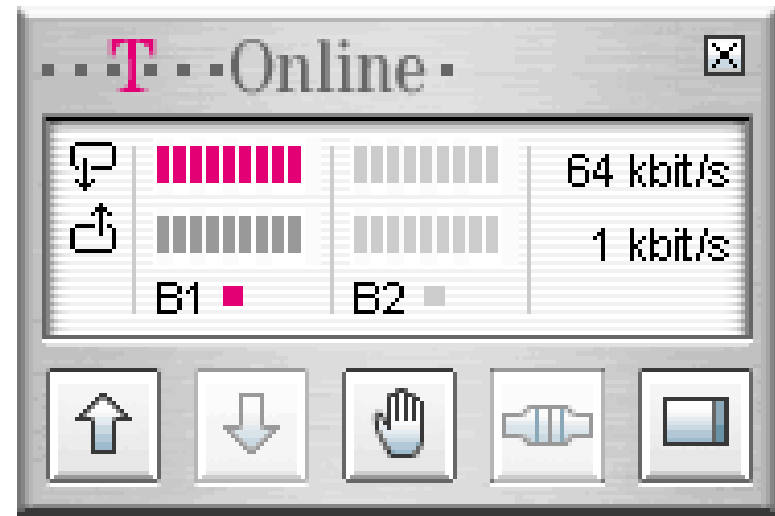 · · · T · · · Online ·
64 kbit/s
1 kbit/s
B1 B2